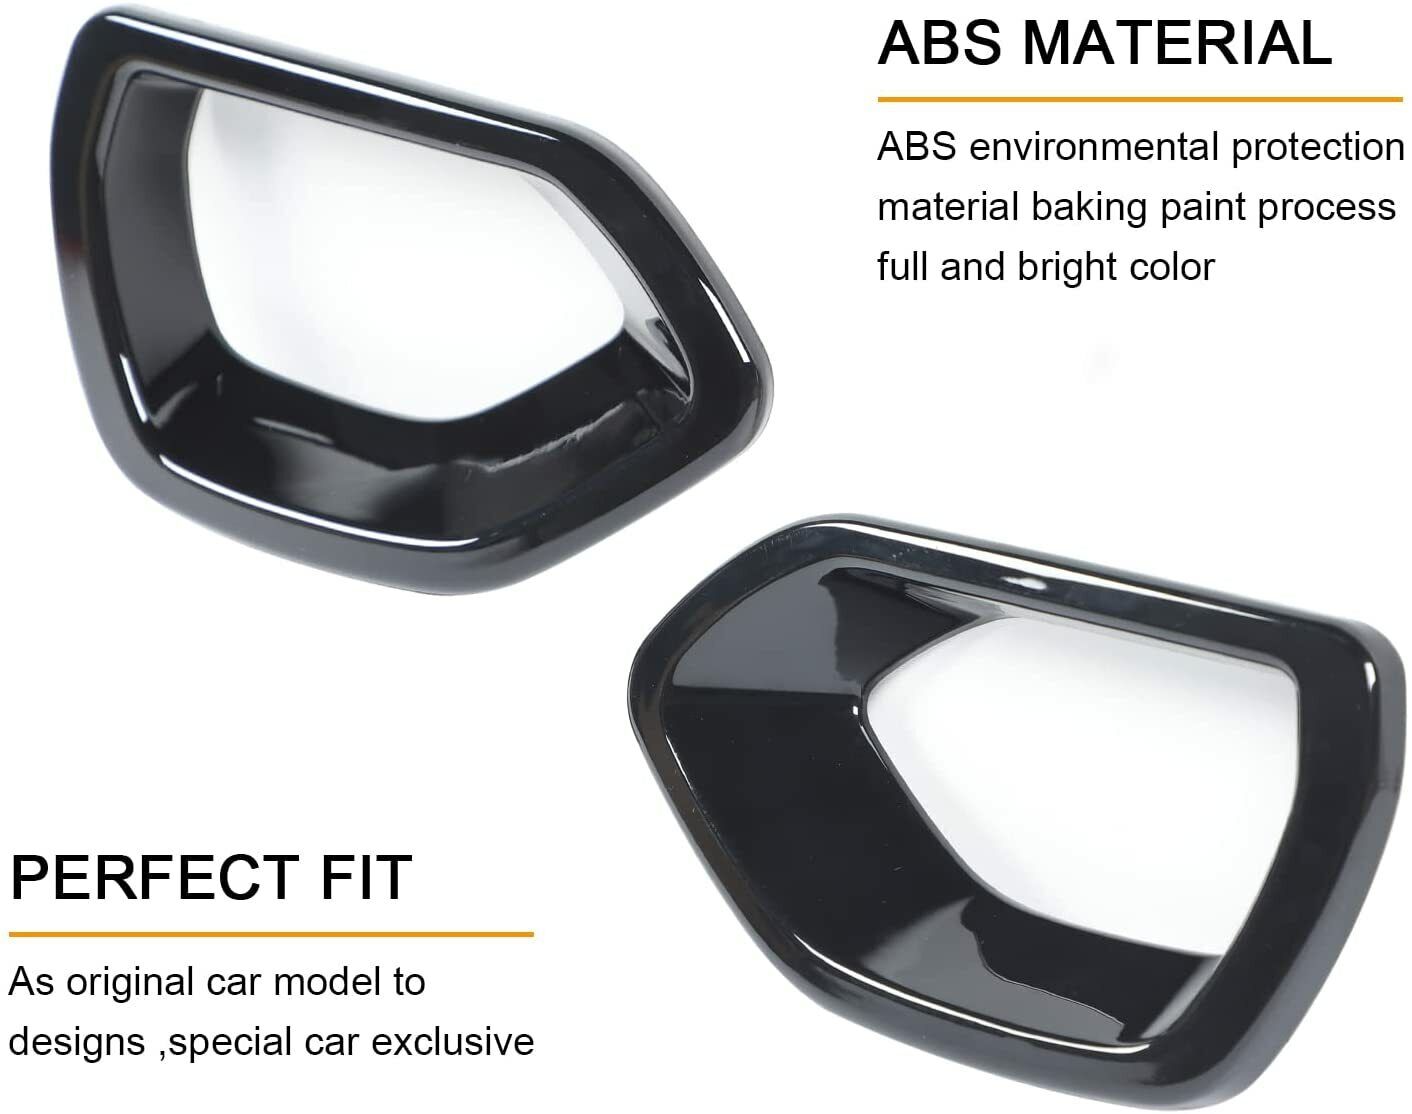 ABS MATERIAL
ABS environmental protection
material baking paint process
full and bright color
PERFECT FIT
As original car model to
designs ,special car exclusive